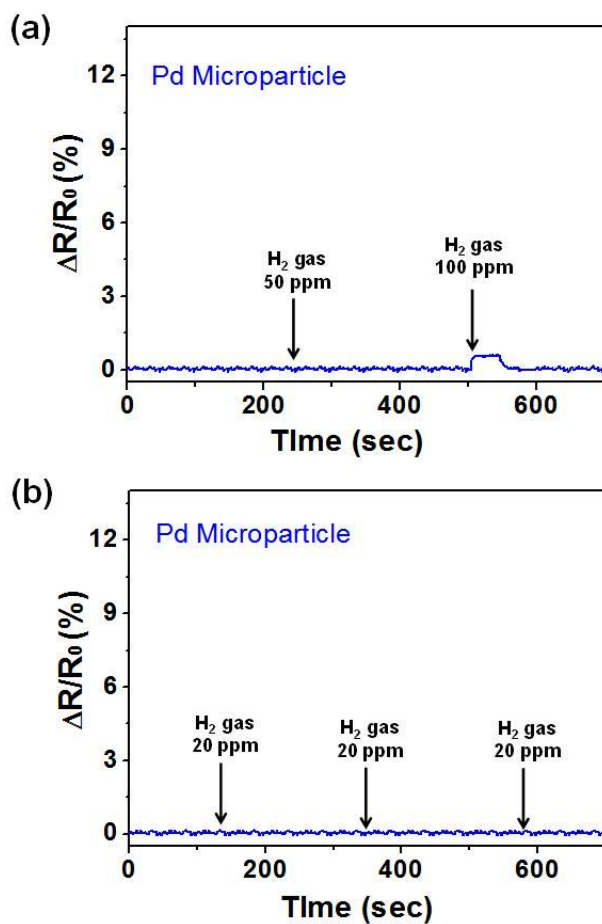 (a)
Pd Microparticle
ΔR/R₀ (%)
12
9
6
3
0
H₂ gas
50 ppm
H₂ gas
100 ppm
0
200
400
600
TIme (sec)
(b)
Pd Microparticle
ΔR/R₀ (%)
12
9
6
3
0
H₂ gas
20 ppm
H₂ gas
20 ppm
H₂ gas
20 ppm
0
200
400
600
TIme (sec)